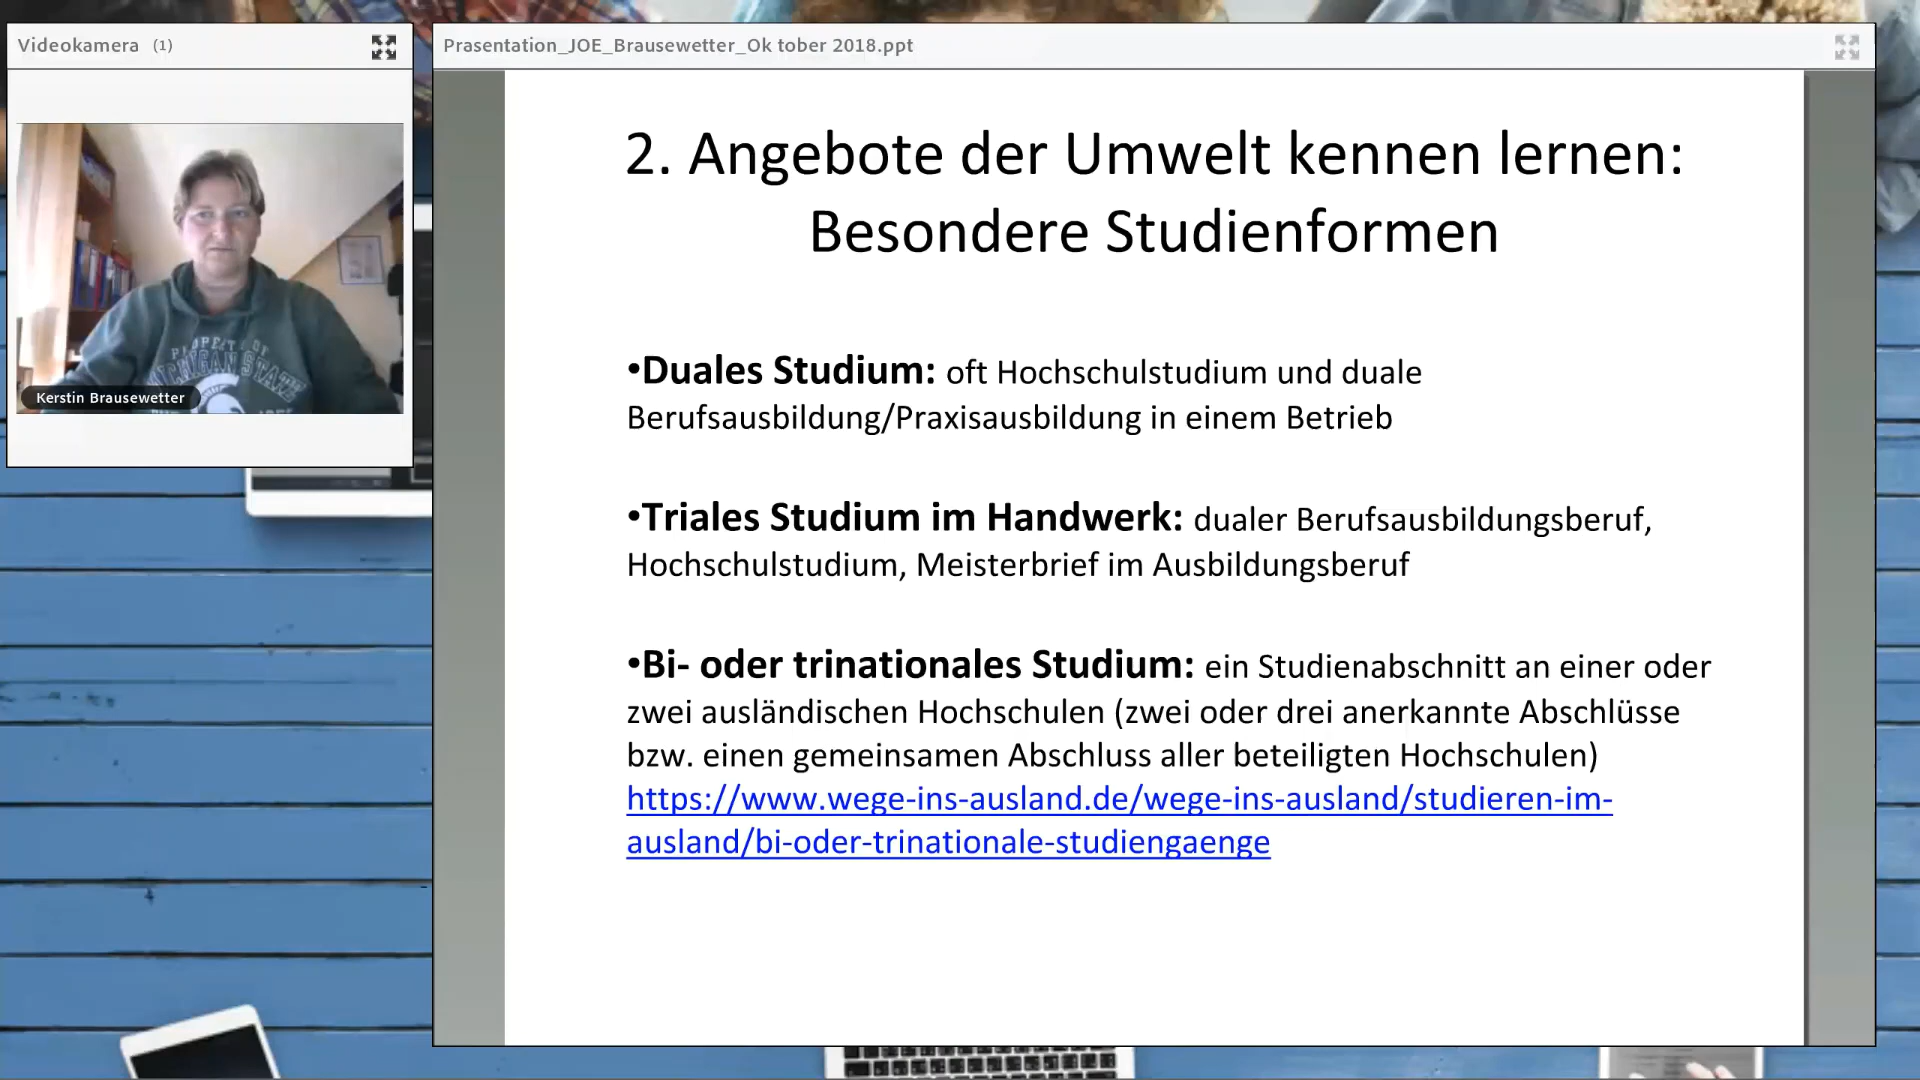 Videokamera (1)
Prasentation_JOE_Brausewetter_Ok tober 2018.ppt
PROPERTY OF
MICHIGAN STATE
Kerstin Brausewetter
2. Angebote der Umwelt kennen lernen:
Besondere Studienformen
•Duales Studium: oft Hochschulstudium und duale
Berufsausbildung/Praxisausbildung in einem Betrieb
•Triales Studium im Handwerk: dualer Berufsausbildungsberuf,
Hochschulstudium, Meisterbrief im Ausbildungsberuf
•Bi- oder trinationales Studium: ein Studienabschnitt an einer oder
zwei ausländischen Hochschulen (zwei oder drei anerkannte Abschlüsse
bzw. einen gemeinsamen Abschluss aller beteiligten Hochschulen)
https://www.wege-ins-ausland.de/wege-ins-ausland/studieren-im-
ausland/bi-oder-trinationale-studiengaenge